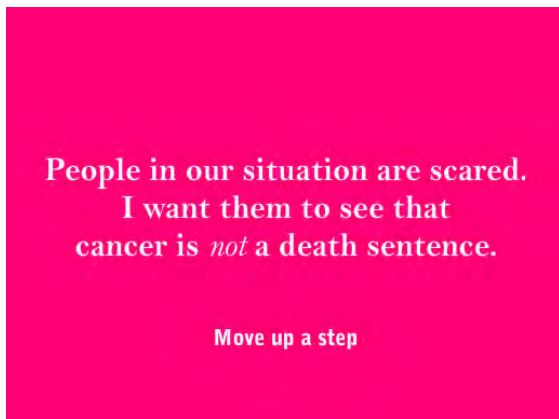 People in our situation are scared.
I want them to see that
cancer is not a death sentence.
Move up a step